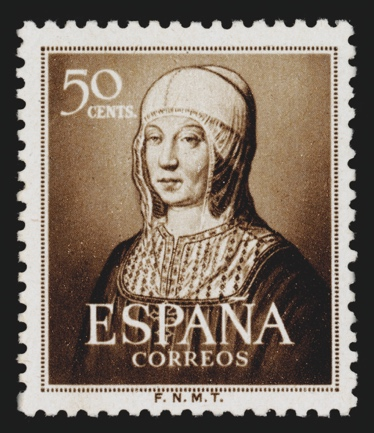 50
CENTS.
ESPAÑA
CORREOS
F. N. M. T.